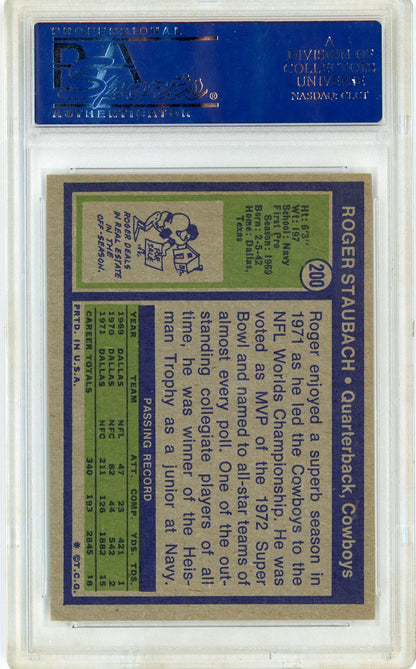 PROFESSIONAL
PSA
Sports
AUTHENTICATOR
A
DIVISION OF
COLLECTORS
UNIVERSE
NASDAQ: CLCT
ROGER STAUBACH • Quarterback, Cowboys
200
Ht: 6'3"
Wt: 197
School: Navy
First Pro
Season: 1969
Born: 2-5-42
Home: Dallas,
Texas
FOR
SALE
ROGER DEALS
IN REAL ESTATE
IN THE
OFF-SEASON.
Roger enjoyed a superb season in
1971 as he led the Cowboys to the
NFL Worlds Championship. He was
voted as MVP of the 1972 Super
Bowl and named to all-star teams of
almost every poll. One of the out-
standing collegiate players of all
time, he was winner of the Heis-
man Trophy as a junior at Navy.
PASSING RECORD
YEAR TEAM ATT. COMP. YDS. TDS.
1969 DALLAS NFL 47 23 421 1
1970 DALLAS NFC 82 44 542 2
1971 DALLAS NFC 211 126 1882 15
CAREER TOTALS 340 193 2845 18
PRTD. IN U.S.A.
* © T.C.G.